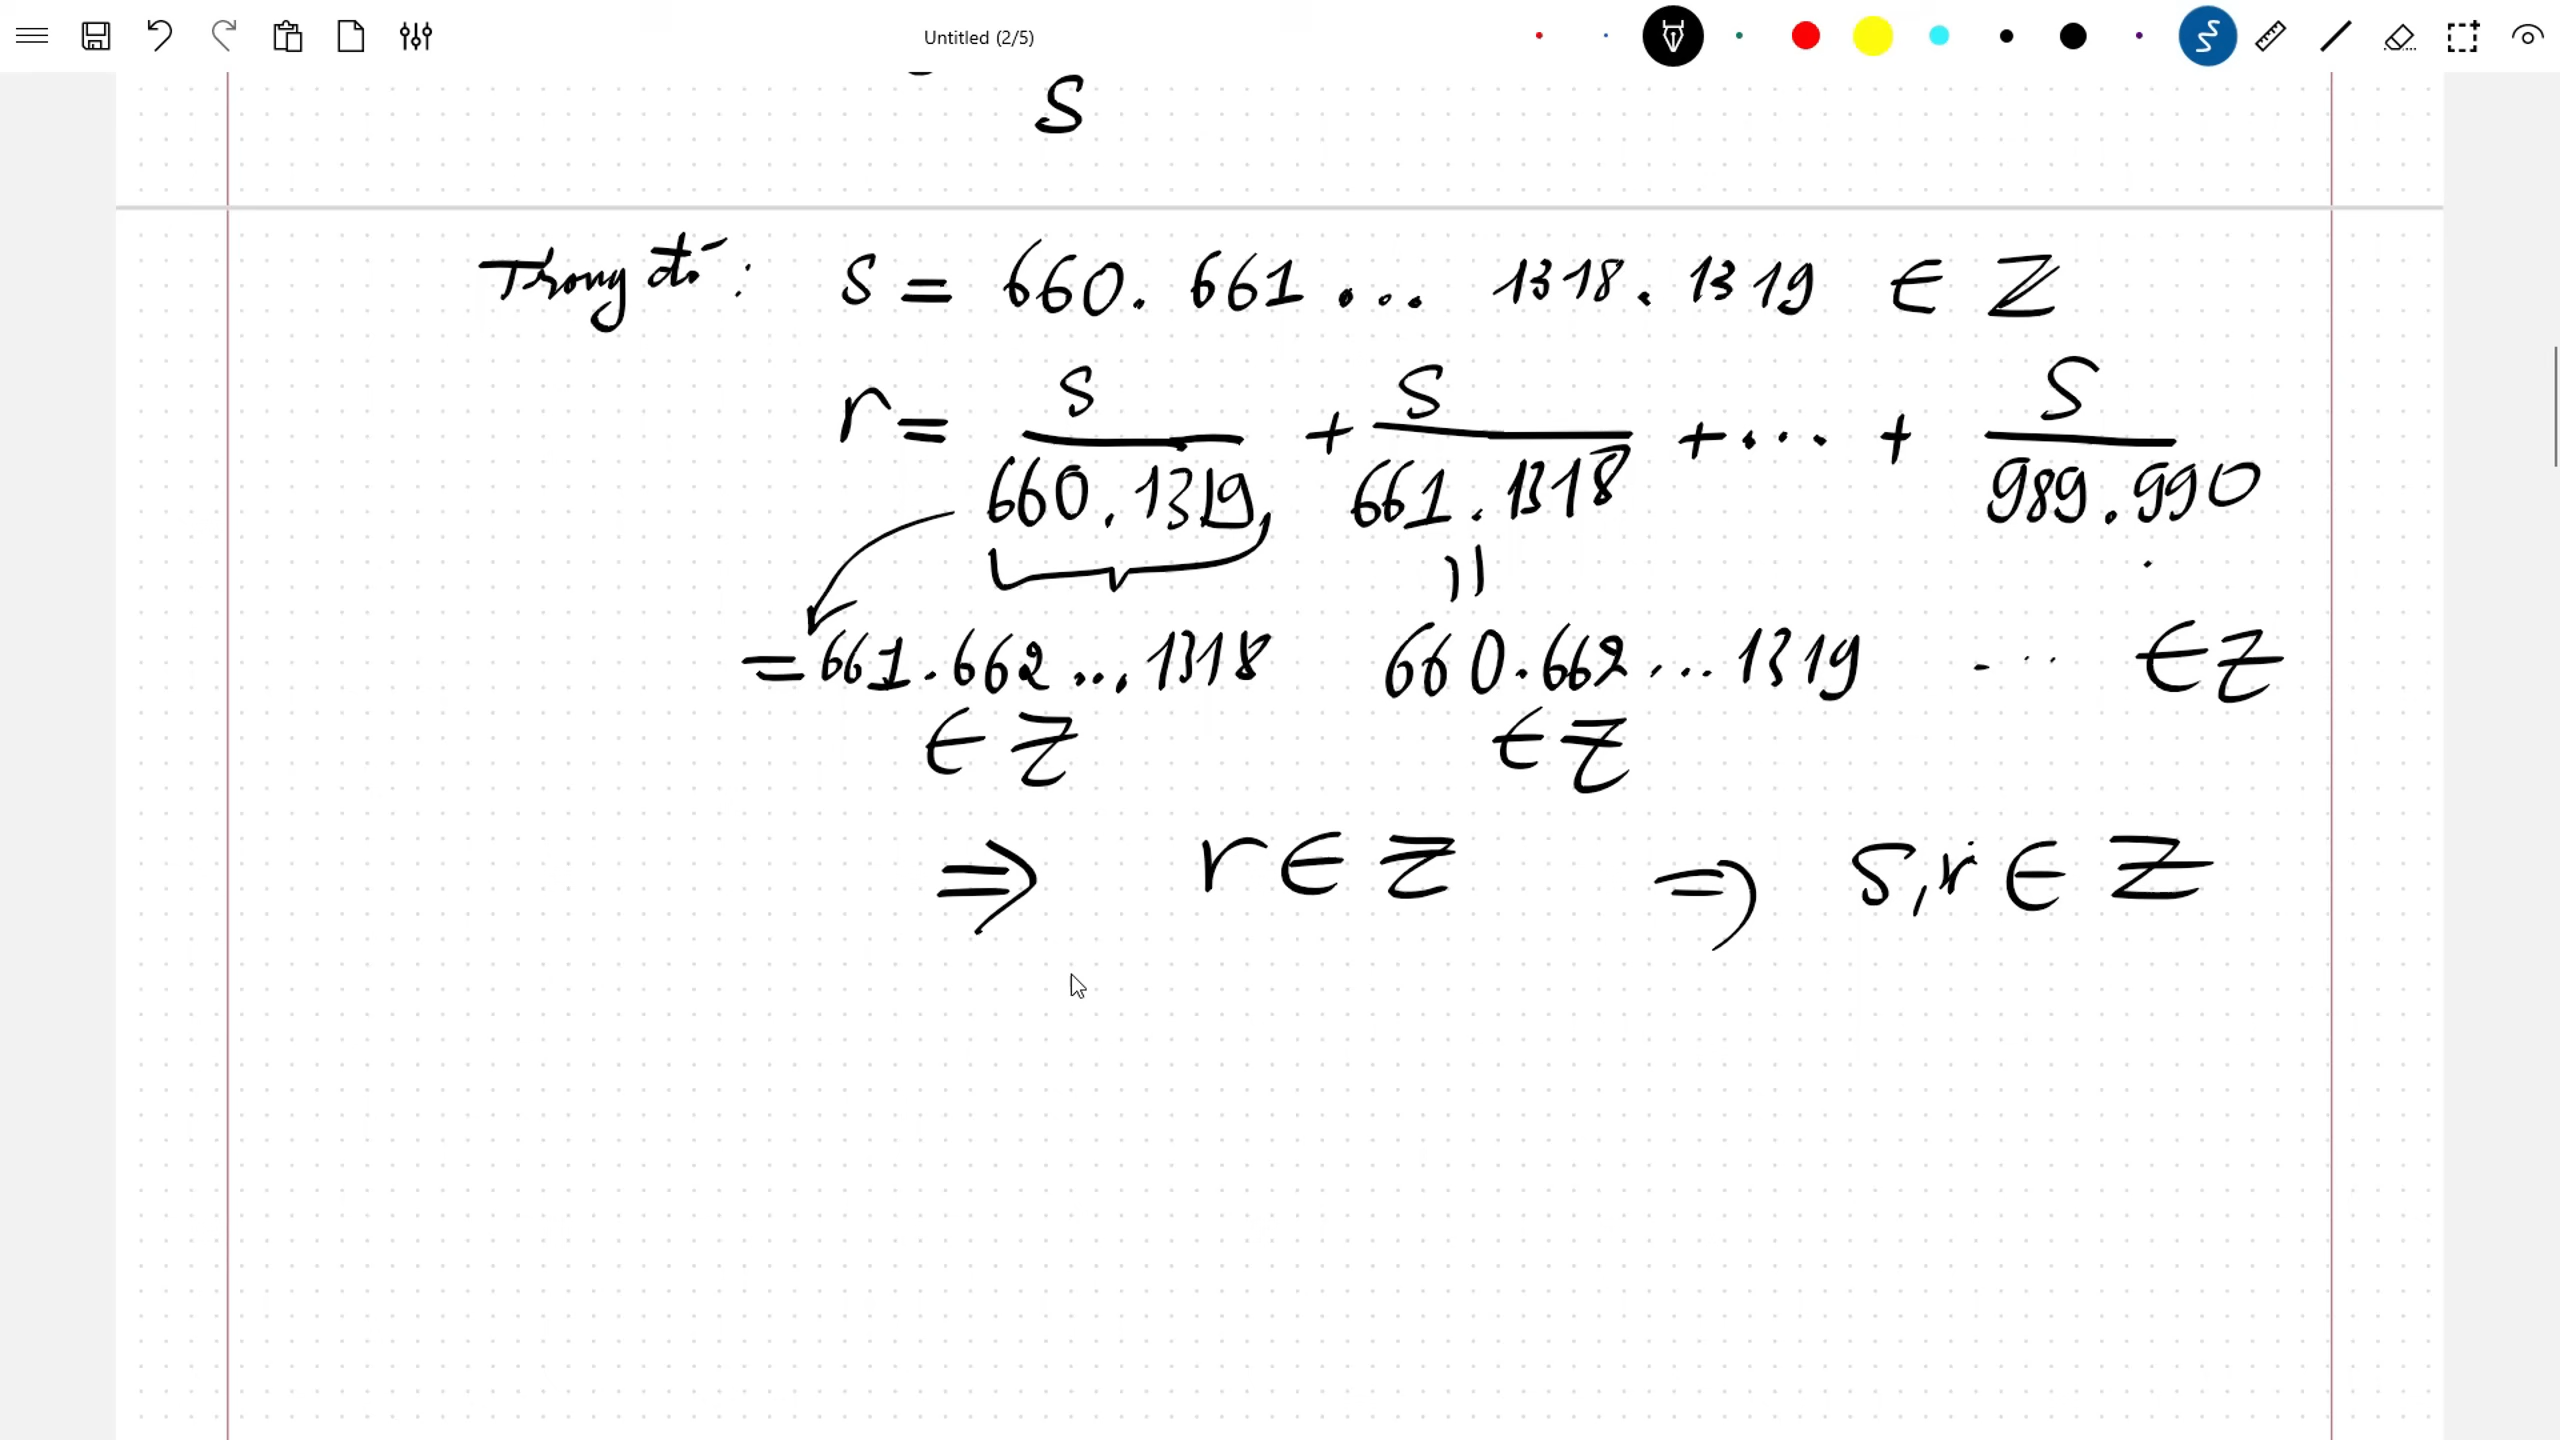 Untitled (2/5)
S
Trong đó: S = 660. 661 ... 1318. 1319 ∈ Z
r = S/660.1319 + S/661.1318 + ... + S/989.990
= 661.662 ... 1318 = 660.662 ... 1319 ... ∈ Z
∈ Z ∈ Z
⇒ r ∈ Z ⇒ S, r ∈ Z